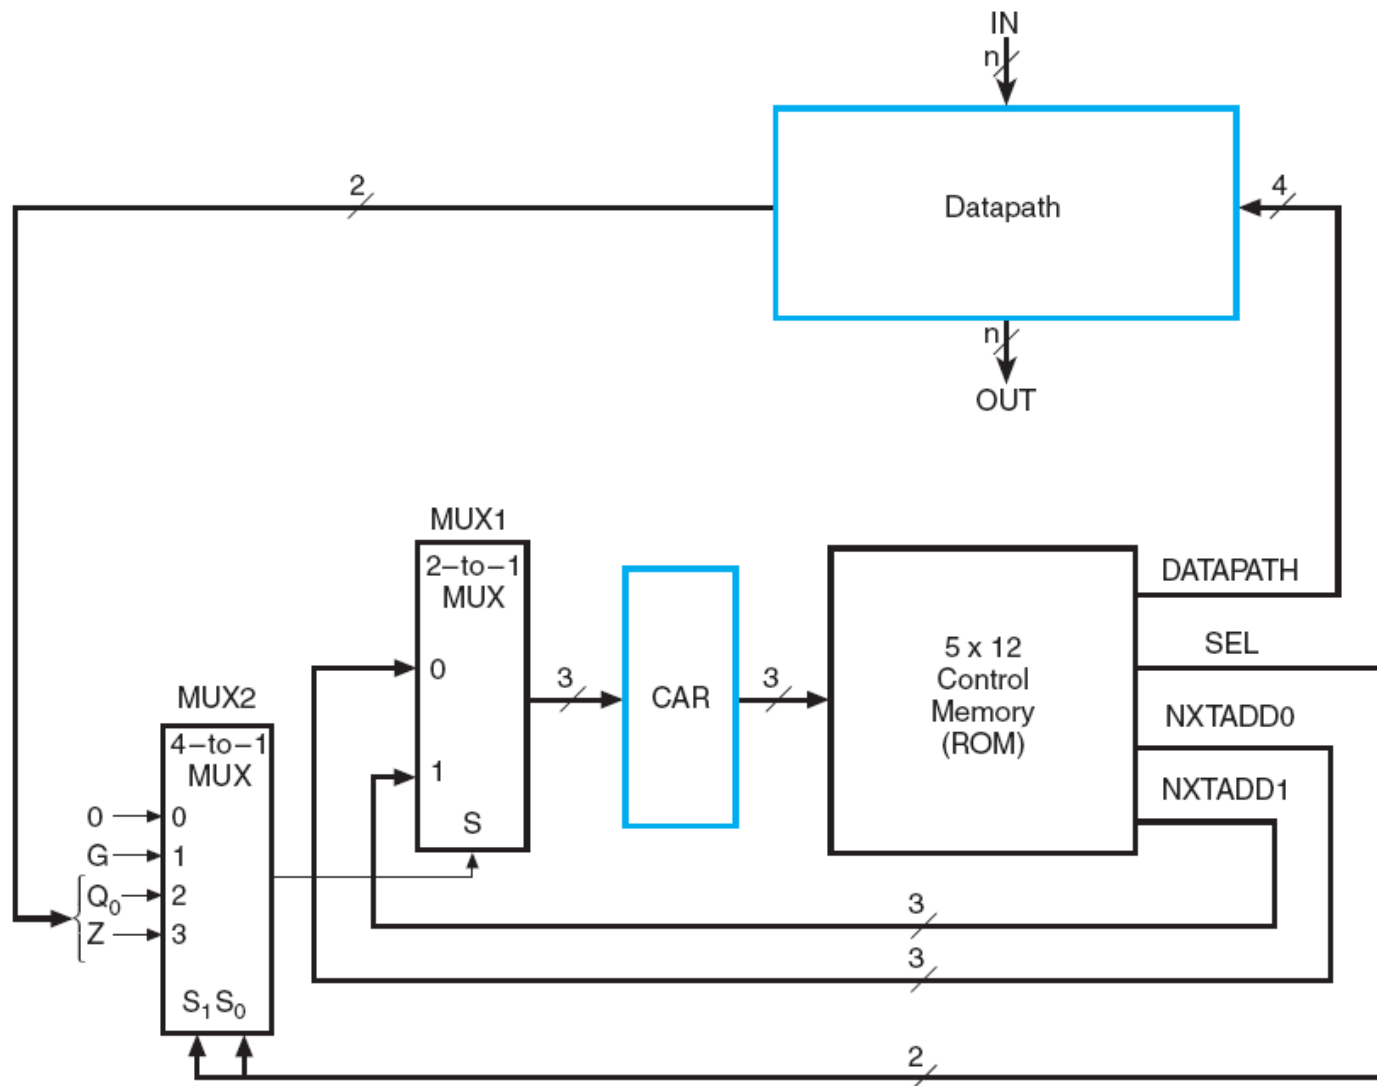 IN
n
2
Datapath
4
n
OUT
MUX1
2–to–1
MUX
0
1
S
3
CAR
3
5 x 12
Control
Memory
(ROM)
DATAPATH
SEL
NXTADD0
NXTADD1
MUX2
4–to–1
MUX
0 0
G 1
Q0 2
Z 3
S1 S0
3
3
2